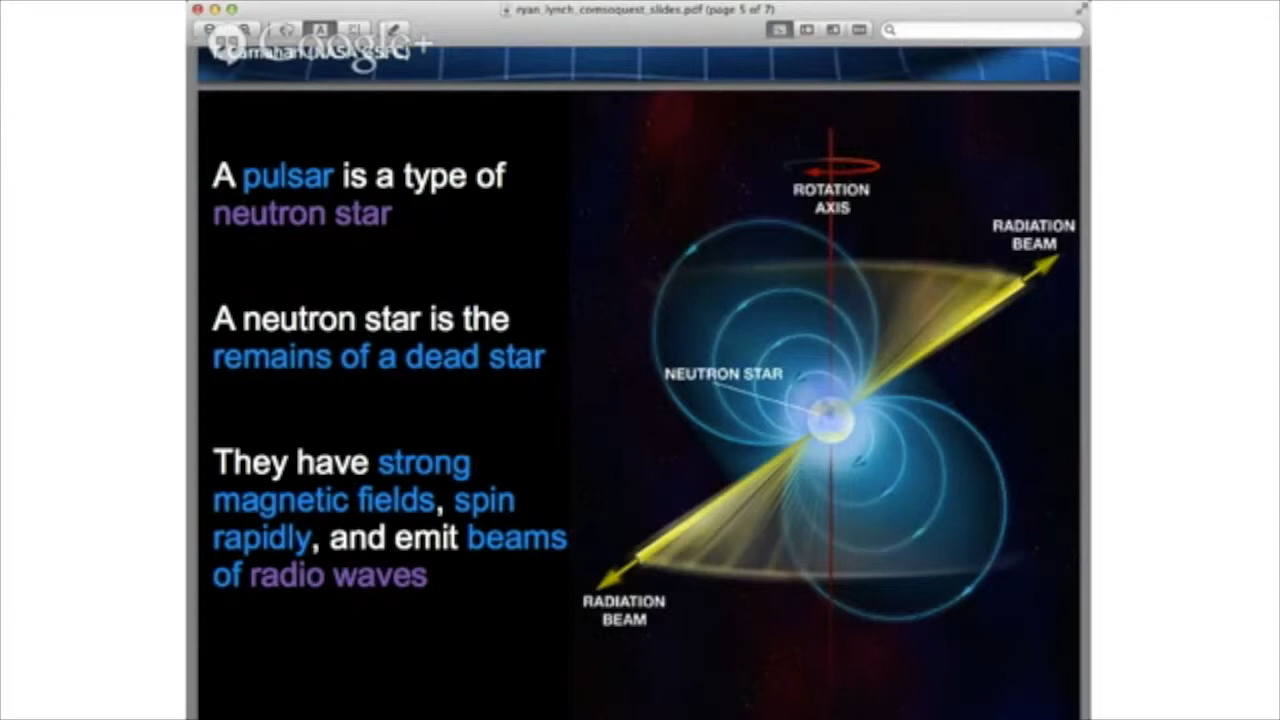 ryan_lynch_comsoquest_slides.pdf (page 5 of 7)
Google+
A pulsar is a type of
neutron star
A neutron star is the
remains of a dead star
They have strong
magnetic fields, spin
rapidly, and emit beams
of radio waves
ROTATION
AXIS
RADIATION
BEAM
NEUTRON STAR
RADIATION
BEAM